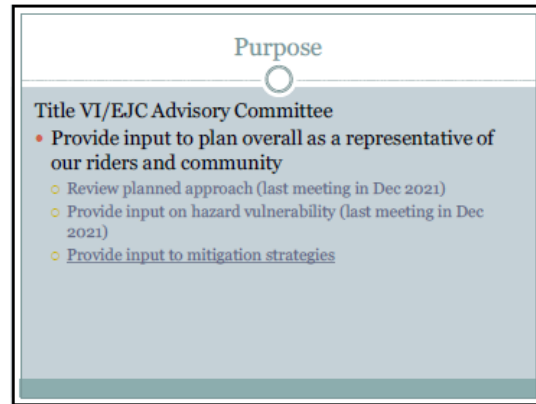 Purpose
Title VI/EJC Advisory Committee
• Provide input to plan overall as a representative of
our riders and community
○ Review planned approach (last meeting in Dec 2021)
○ Provide input on hazard vulnerability (last meeting in Dec
2021)
○ Provide input to mitigation strategies